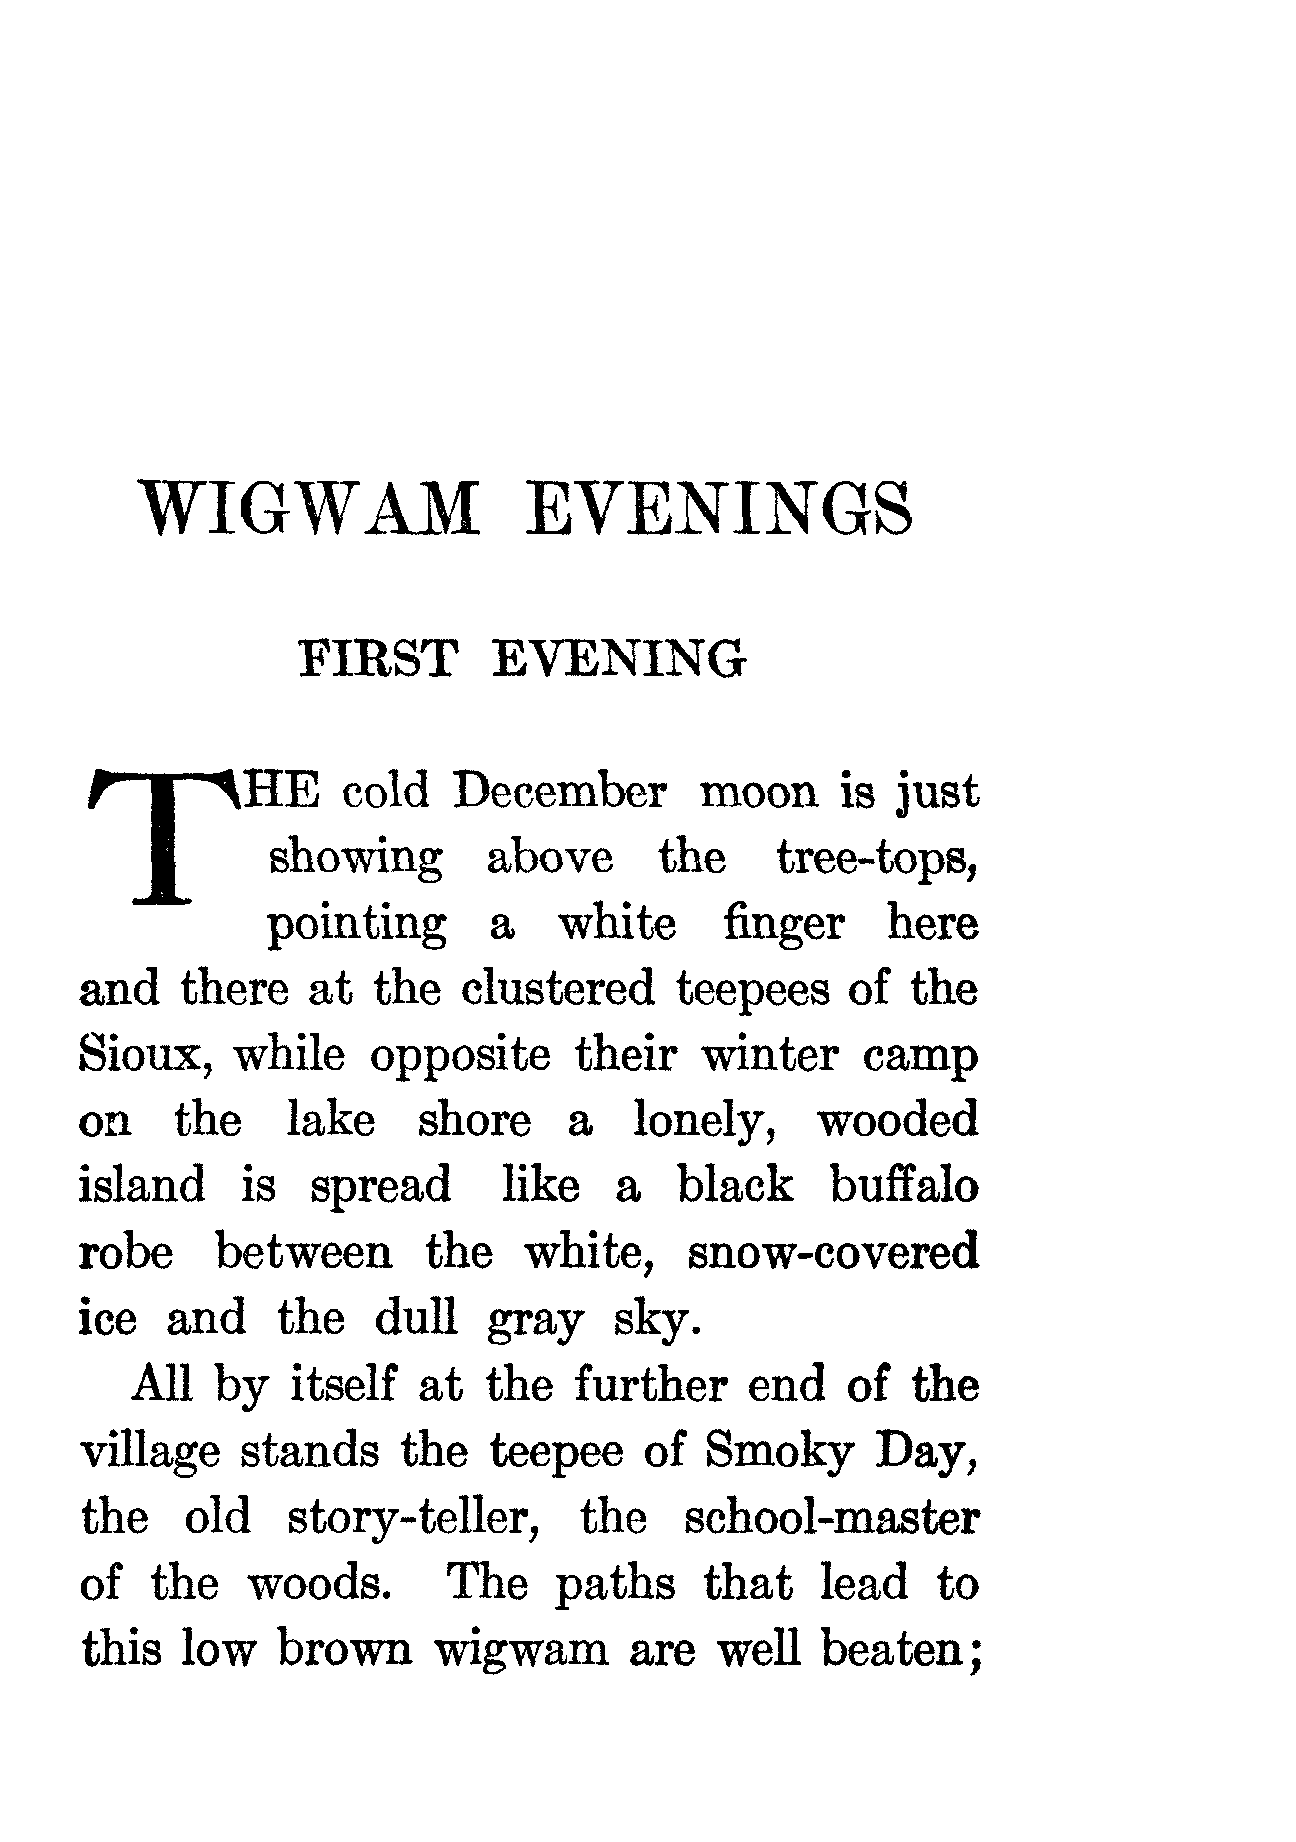 WIGWAM EVENINGS
FIRST EVENING
THE cold December moon is just
showing above the tree-tops,
pointing a white finger here
and there at the clustered teepees of the
Sioux, while opposite their winter camp
on the lake shore a lonely, wooded
island is spread like a black buffalo
robe between the white, snow-covered
ice and the dull gray sky.
All by itself at the further end of the
village stands the teepee of Smoky Day,
the old story-teller, the school-master
of the woods. The paths that lead to
this low brown wigwam are well beaten;